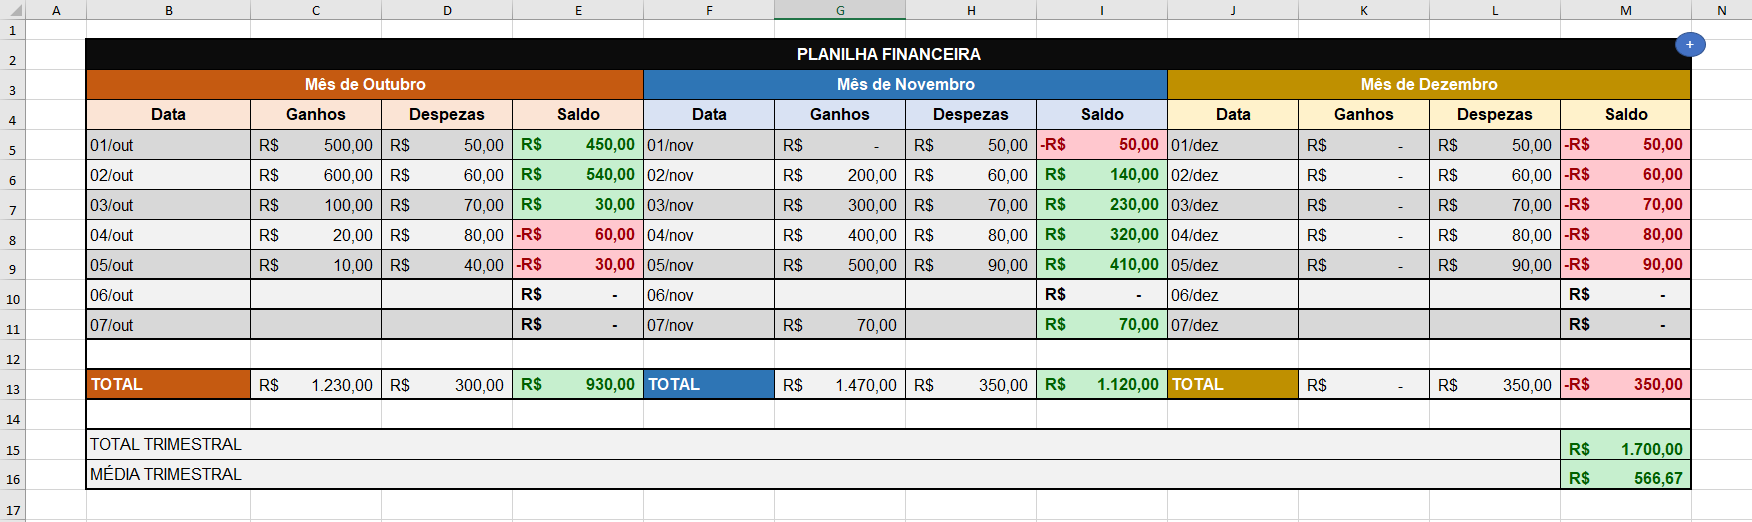 A B C D E F G H I J K L M N
1
2 PLANILHA FINANCEIRA +
3 Mês de Outubro Mês de Novembro Mês de Dezembro
4 Data Ganhos Despezas Saldo Data Ganhos Despezas Saldo Data Ganhos Despezas Saldo
5 01/out R$ 500,00 R$ 50,00 R$ 450,00 01/nov R$ - R$ 50,00 -R$ 50,00 01/dez R$ - R$ 50,00 -R$ 50,00
6 02/out R$ 600,00 R$ 60,00 R$ 540,00 02/nov R$ 200,00 R$ 60,00 R$ 140,00 02/dez R$ - R$ 60,00 -R$ 60,00
7 03/out R$ 100,00 R$ 70,00 R$ 30,00 03/nov R$ 300,00 R$ 70,00 R$ 230,00 03/dez R$ - R$ 70,00 -R$ 70,00
8 04/out R$ 20,00 R$ 80,00 -R$ 60,00 04/nov R$ 400,00 R$ 80,00 R$ 320,00 04/dez R$ - R$ 80,00 -R$ 80,00
9 05/out R$ 10,00 R$ 40,00 -R$ 30,00 05/nov R$ 500,00 R$ 90,00 R$ 410,00 05/dez R$ - R$ 90,00 -R$ 90,00
10 06/out R$ - 06/nov R$ - 06/dez R$ -
11 07/out R$ - 07/nov R$ 70,00 R$ 70,00 07/dez R$ -
12
13 TOTAL R$ 1.230,00 R$ 300,00 R$ 930,00 TOTAL R$ 1.470,00 R$ 350,00 R$ 1.120,00 TOTAL R$ - R$ 350,00 -R$ 350,00
14
15 TOTAL TRIMESTRAL R$ 1.700,00
16 MÉDIA TRIMESTRAL R$ 566,67
17